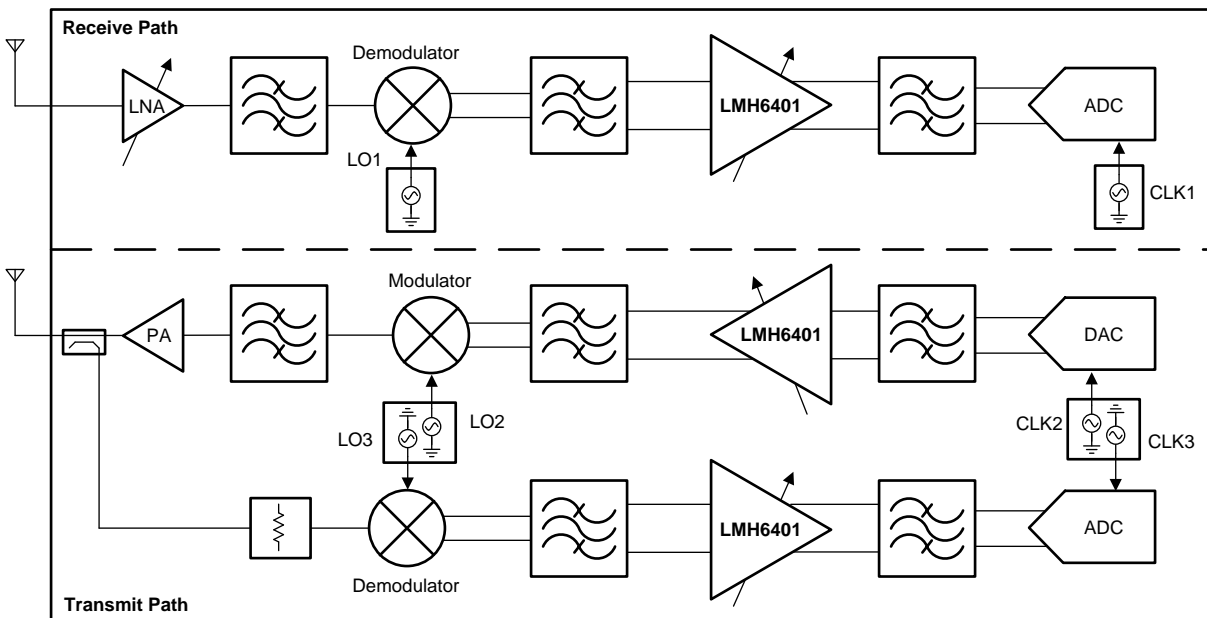 Receive Path
Demodulator
LNA
LMH6401
ADC
LO1
CLK1
Modulator
PA
LMH6401
DAC
LO3
LO2
CLK2
CLK3
LMH6401
ADC
Demodulator
Transmit Path